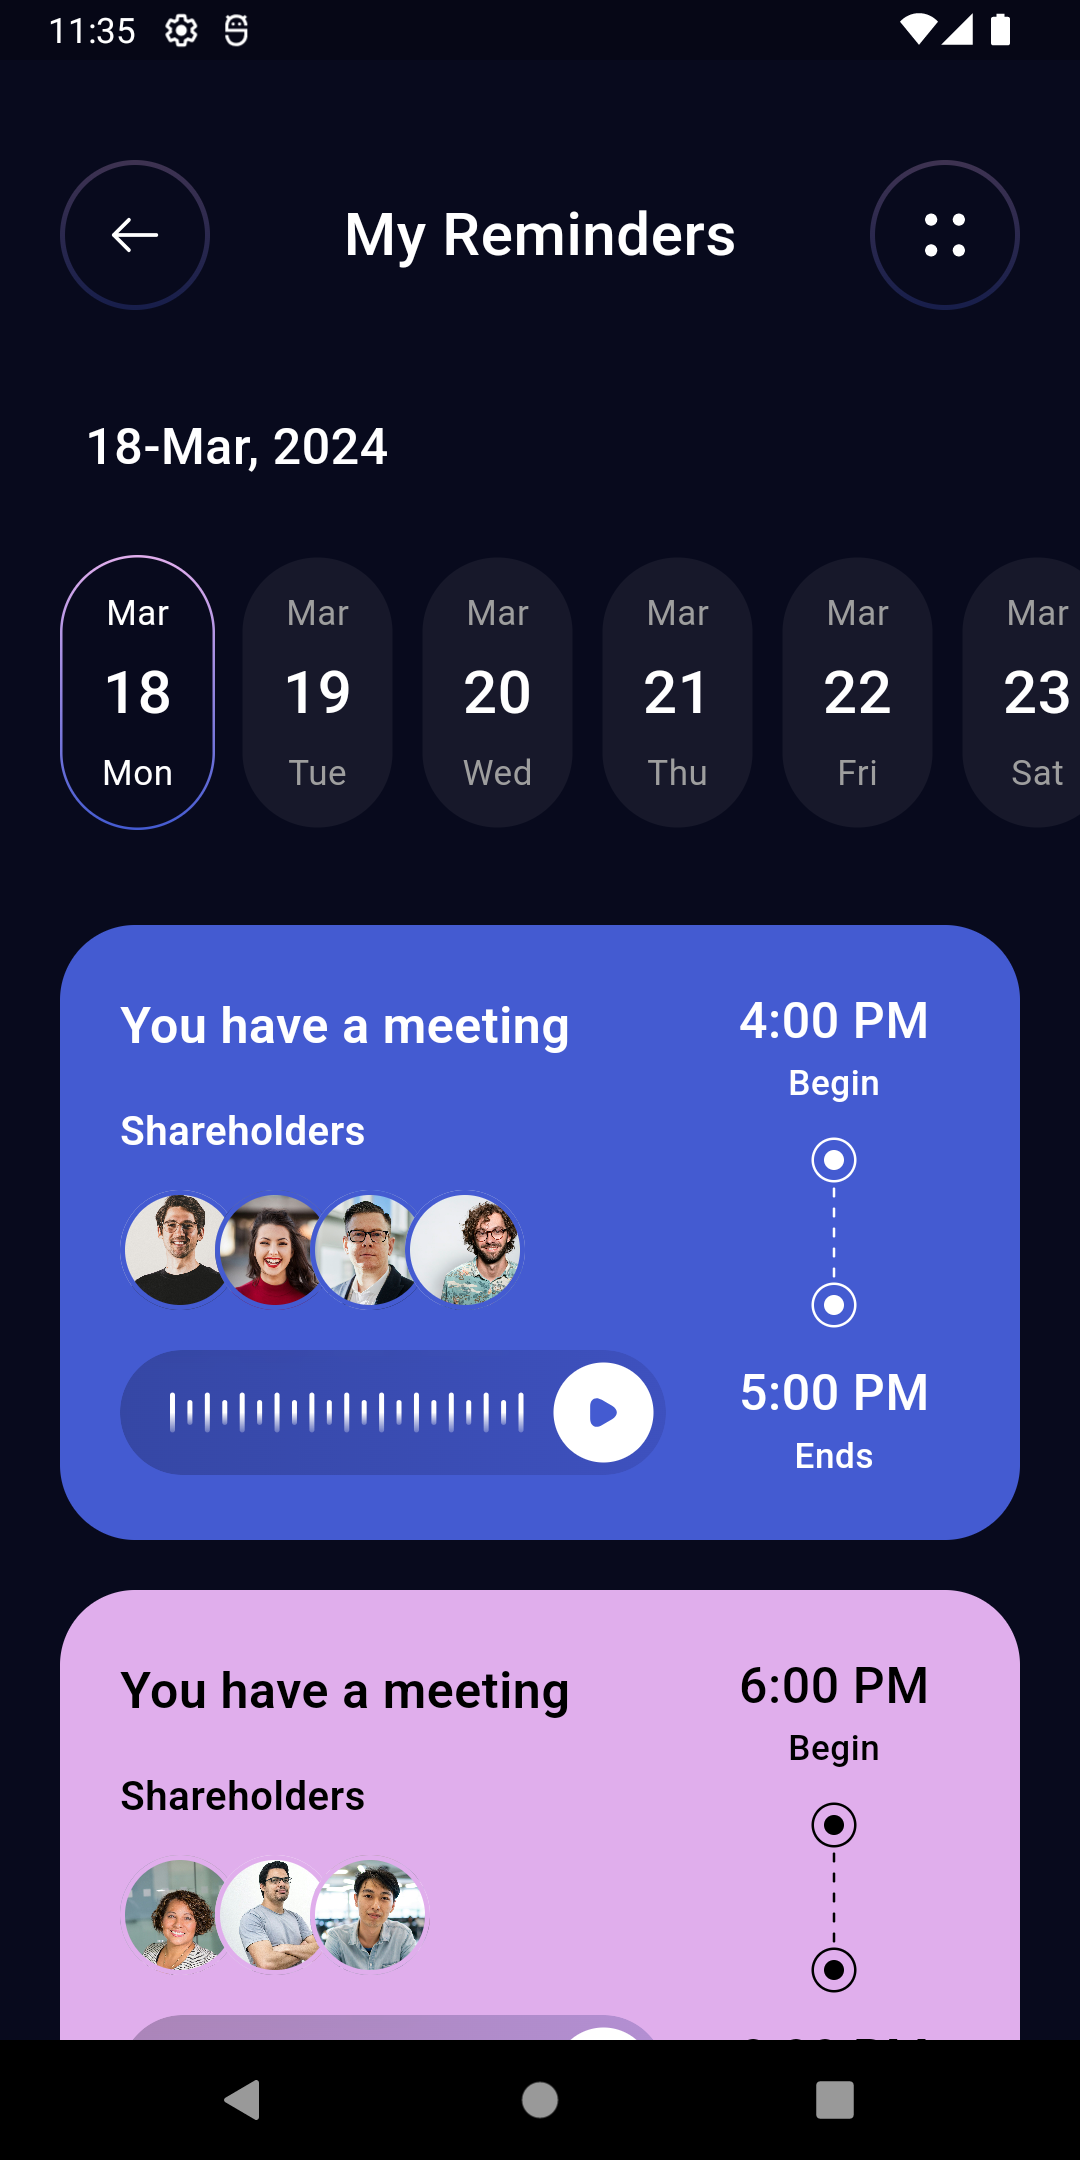 11:35
My Reminders
18-Mar, 2024
Mar Mar Mar Mar Mar Mar
18 19 20 21 22 23
Mon Tue Wed Thu Fri Sat
You have a meeting
4:00 PM
Begin
Shareholders
5:00 PM
Ends
You have a meeting
6:00 PM
Begin
Shareholders